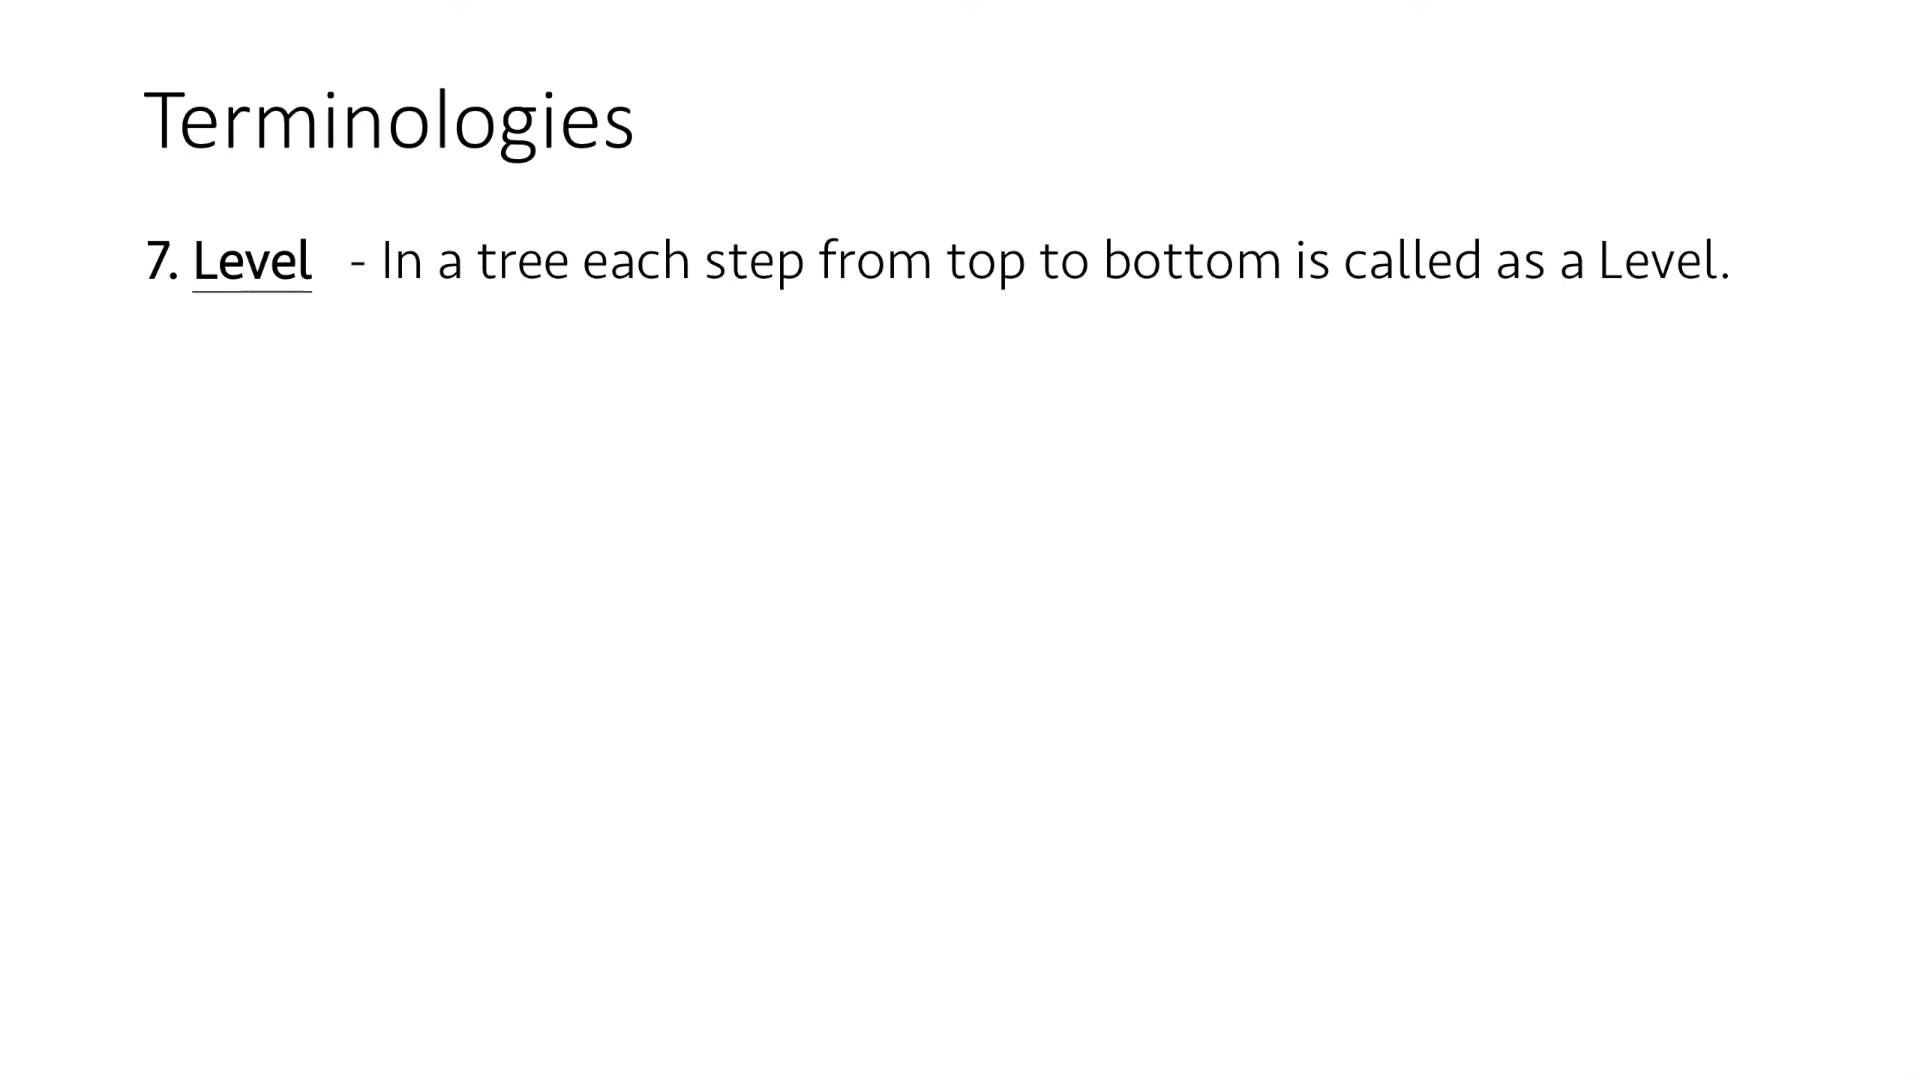 Terminologies
7. Level - In a tree each step from top to bottom is called as a Level.